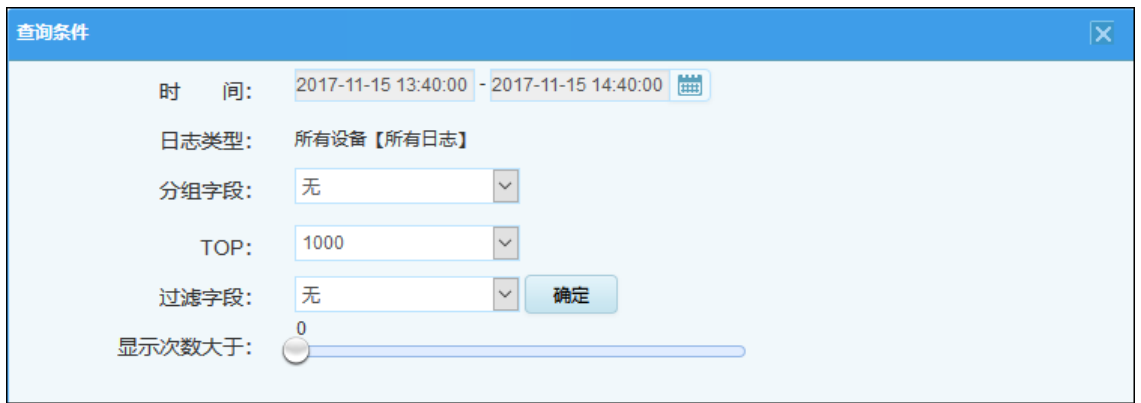 查询条件
时 间： 2017-11-15 13:40:00 - 2017-11-15 14:40:00
日志类型： 所有设备【所有日志】
分组字段： 无
TOP： 1000
过滤字段： 无 确定
0
显示次数大于：